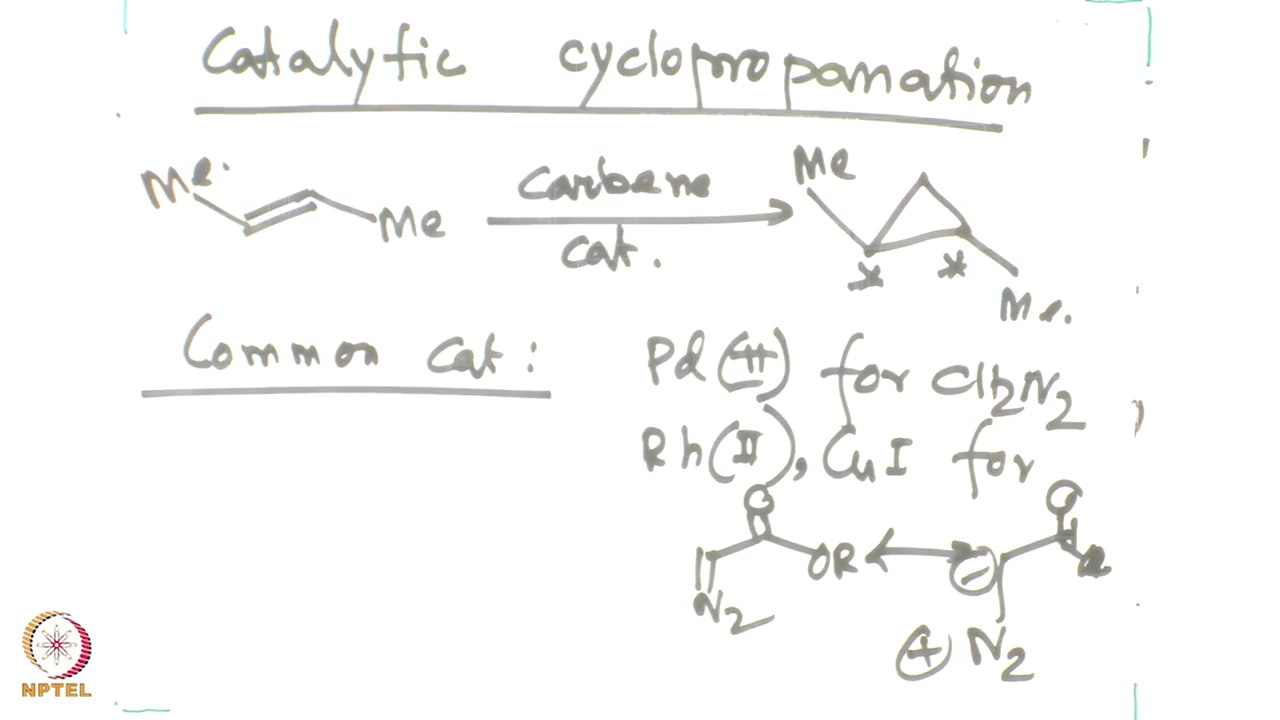 Catalytic cyclopropanation
Me. Me Carbene Cat. Me * * Me.
Common Cat:
Pd(II) for CH2N2
Rh(II), CuI for
O OR N2 O ⊖ ⊕ N2
NPTEL